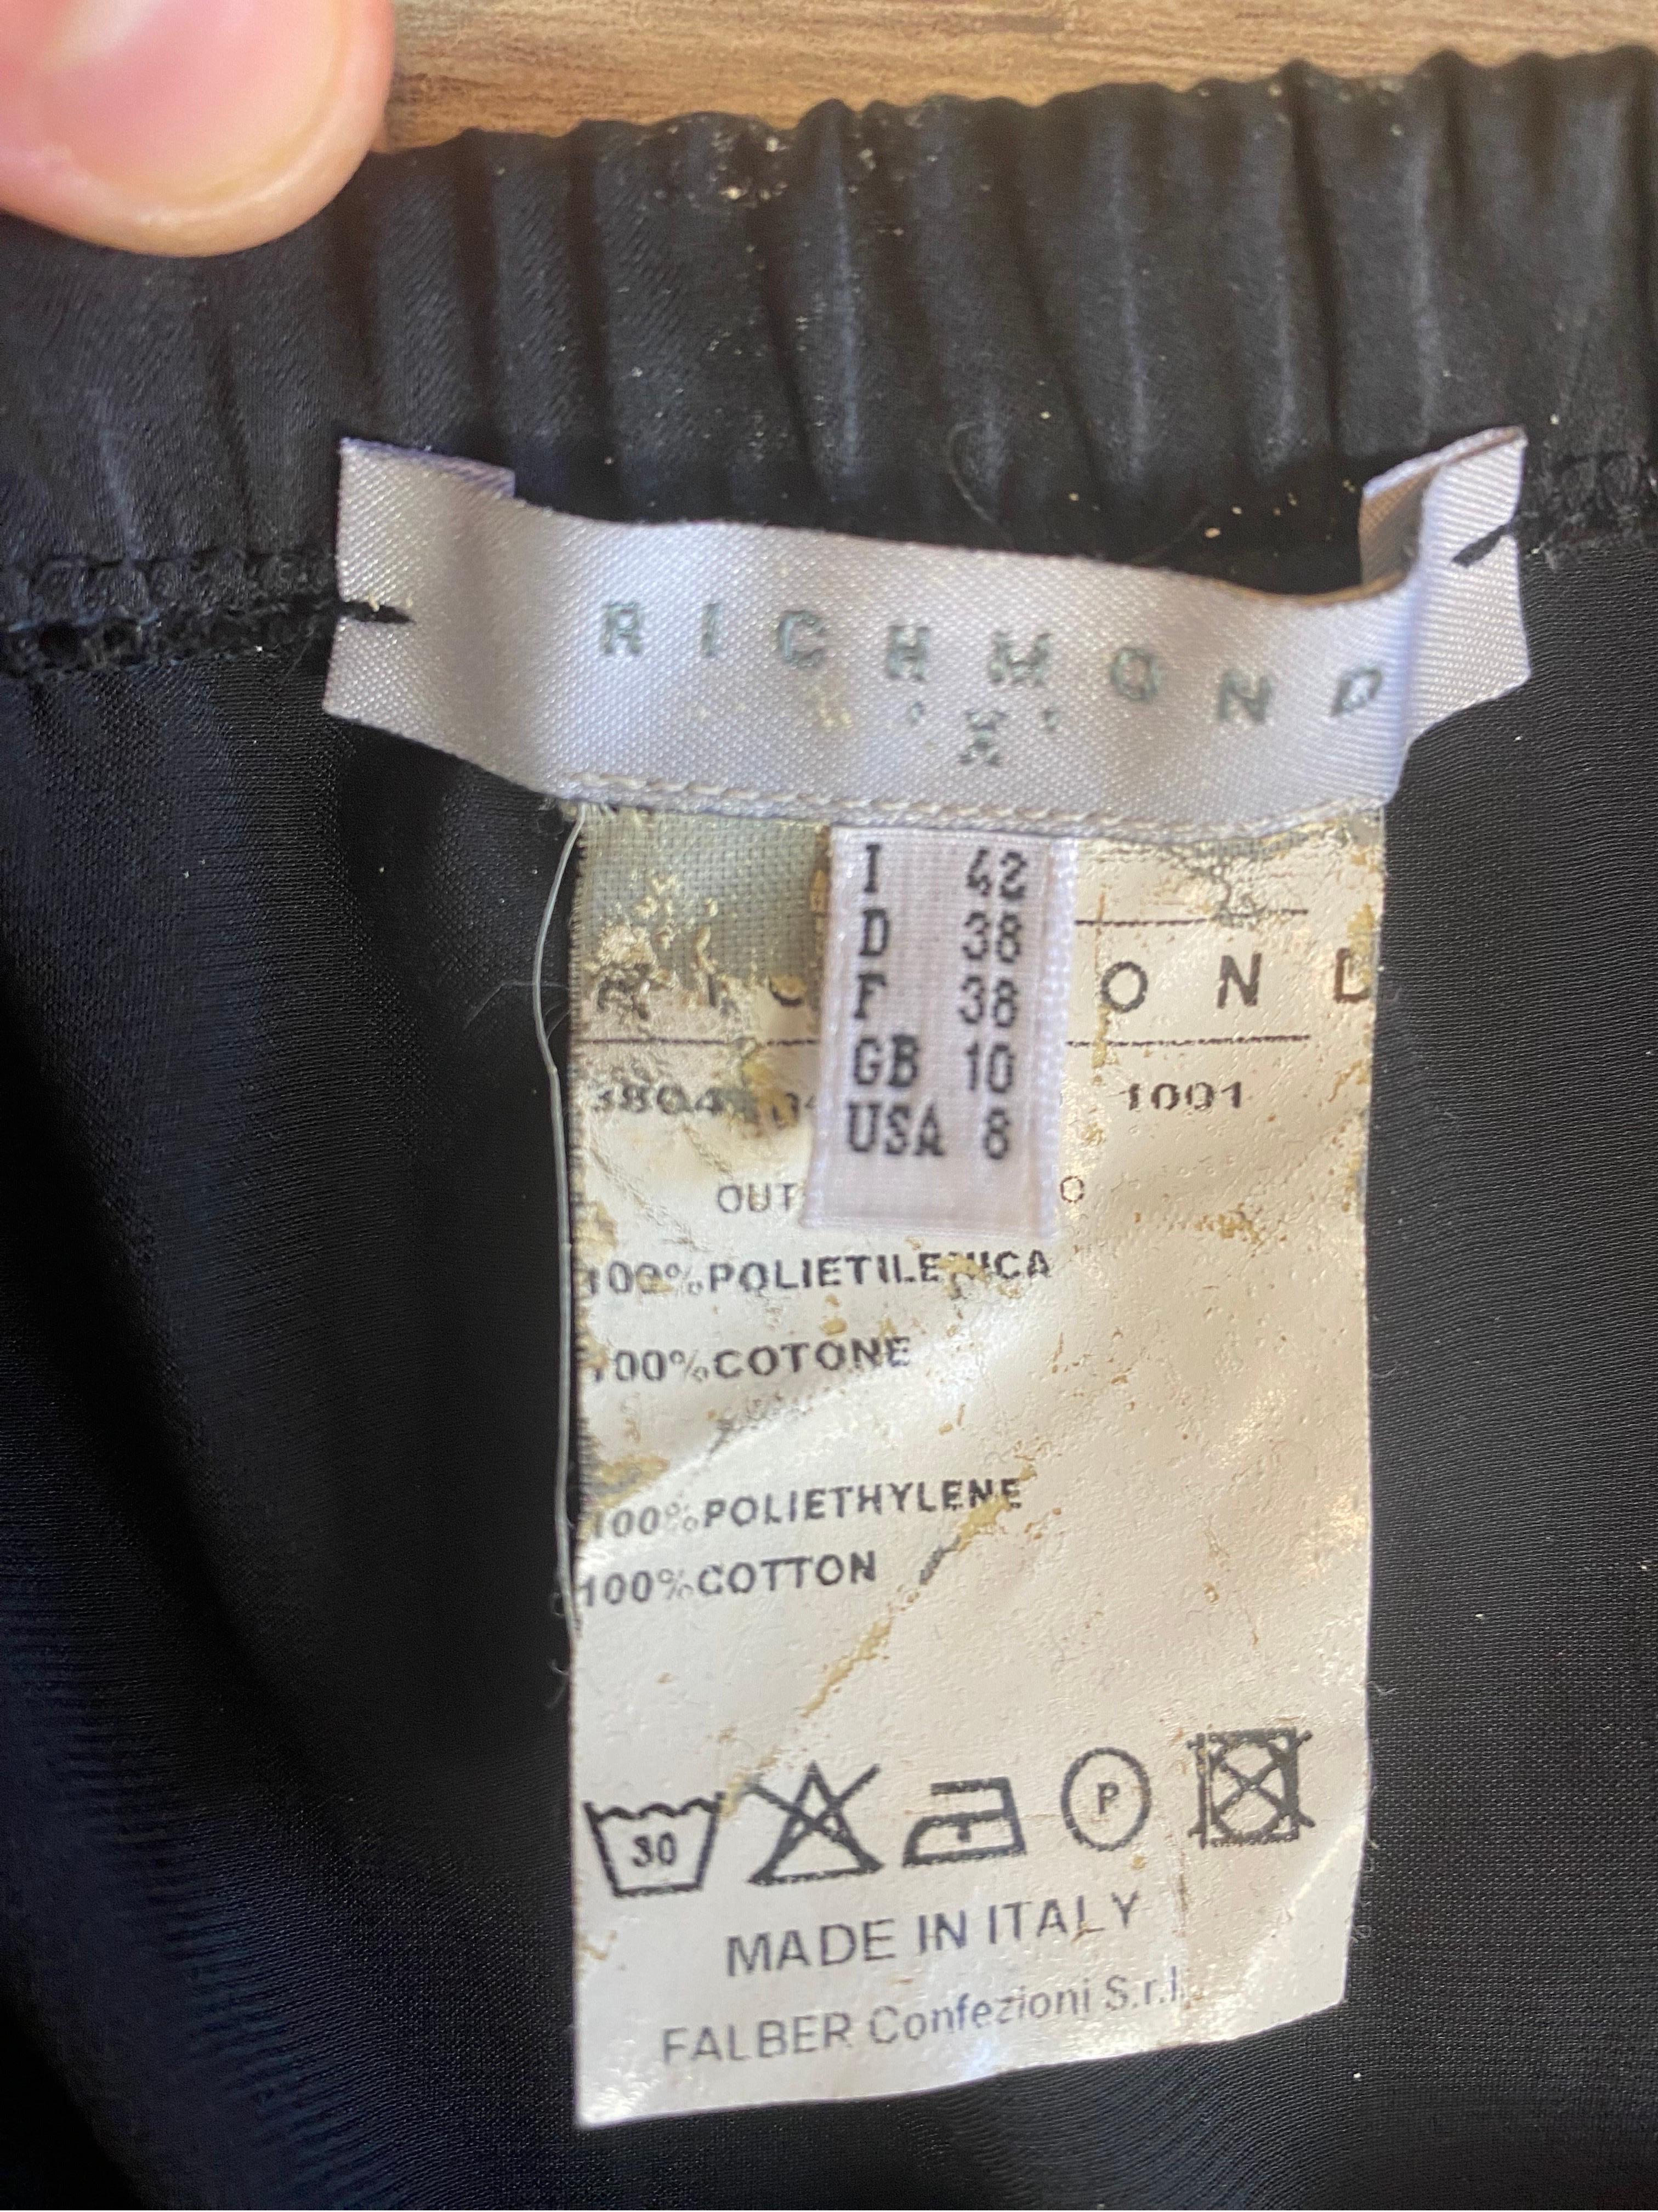 RICHMOND
'X'
I 42
D 38
F 38
GB 10
USA 8
1001
100%POLIETILENICA
100%COTONE
100%POLIETHYLENE
100%COTTON
30
P
MADE IN ITALY
FALBER Confezioni S.r.l.